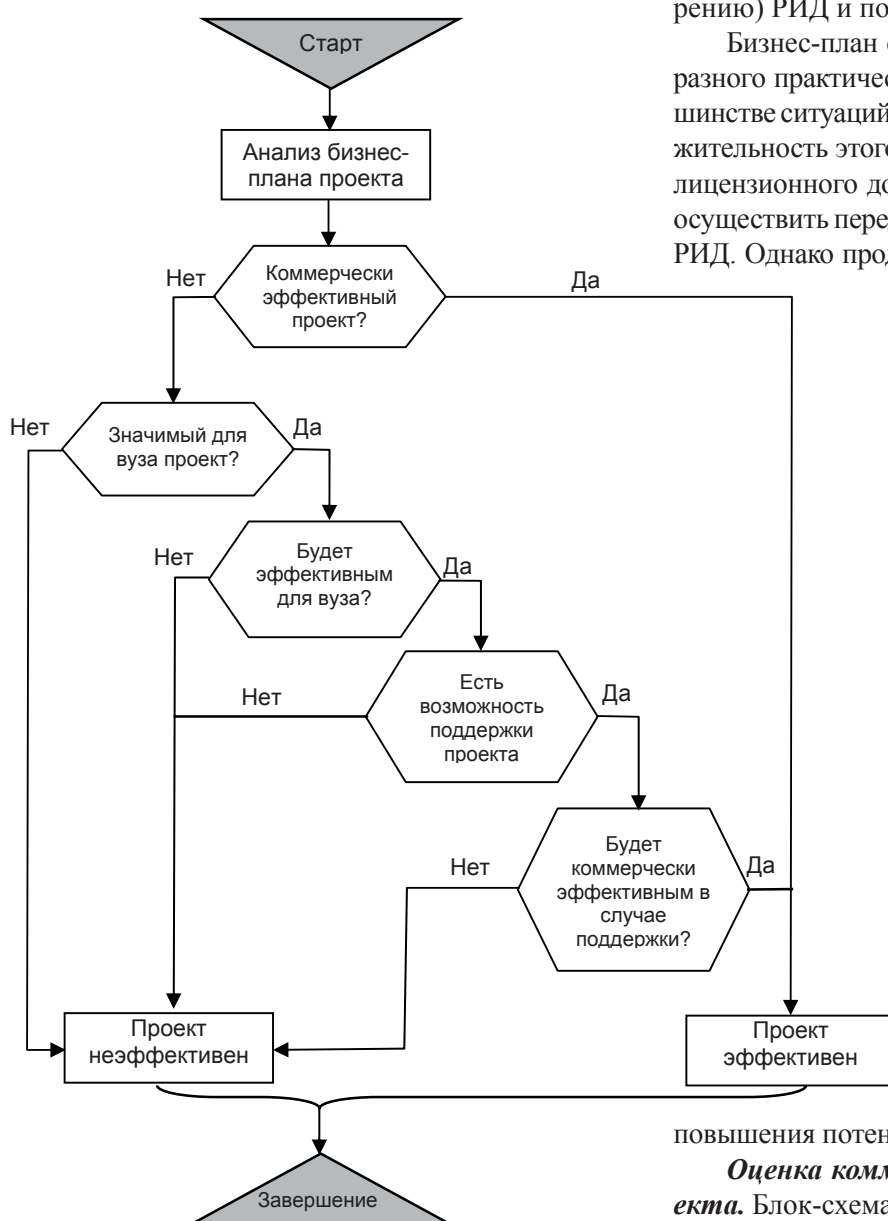 рению) РИД и по
Бизнес-план
разного практичес
шинстве ситуаций
жительность этого
лицензионного до
осуществить пере
РИД. Однако прод
Старт
Анализ бизнес-
плана проекта
Нет
Коммерчески
эффективный
проект?
Да
Нет
Значимый для
вуза проект?
Да
Нет
Будет
эффективным
для вуза?
Да
Нет
Есть
возможность
поддержки
проекта
Да
Нет
Будет
коммерчески
эффективным в
случае
поддержки?
Да
Проект
неэффективен
Проект
эффективен
Завершение
повышения потен
Оценка комм
екта. Блок-схема